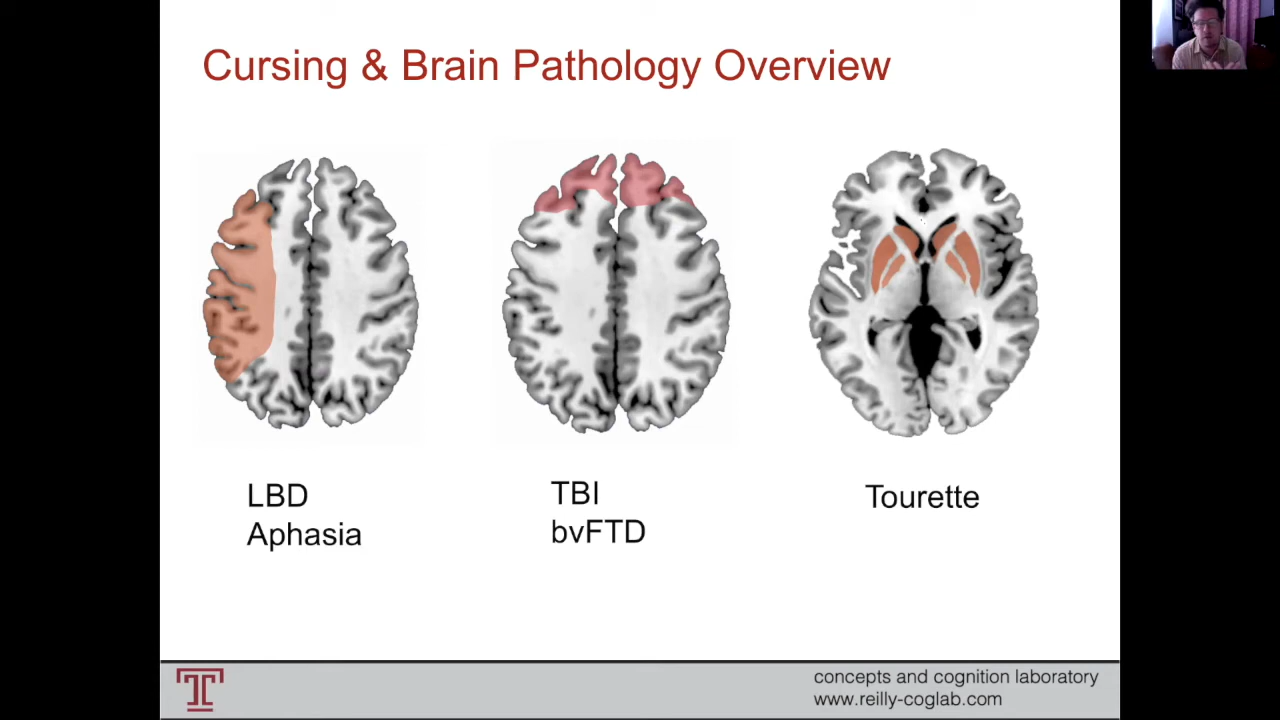 Cursing & Brain Pathology Overview
LBD
Aphasia
TBI
bvFTD
Tourette
concepts and cognition laboratory
www.reilly-coglab.com